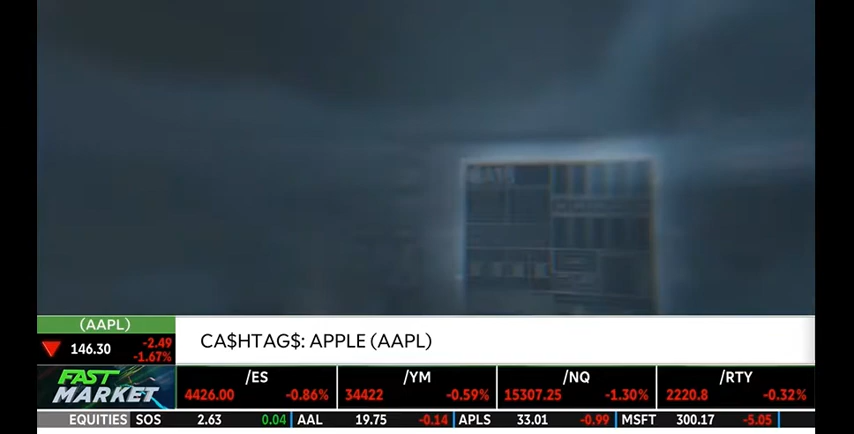 (AAPL)
146.30
-2.49
-1.67%
CA$HTAG$: APPLE (AAPL)
FAST
MARKET
/ES
4426.00 -0.86%
/YM
34422 -0.59%
/NQ
15307.25 -1.30%
/RTY
2220.8 -0.32%
EQUITIES SOS 2.63 0.04 AAL 19.75 -0.14 APLS 33.01 -0.99 MSFT 300.17 -5.05